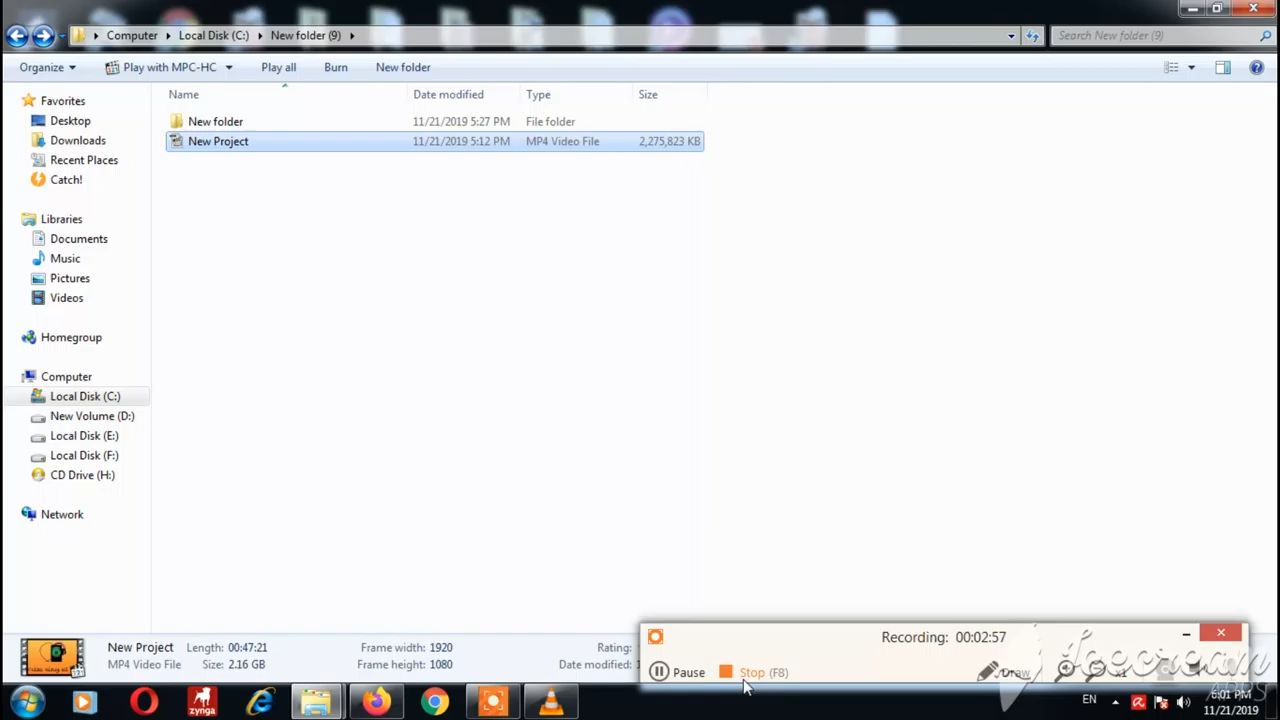 Computer Local Disk (C:) New folder (9)
Search New folder (9)
Organize Play with MPC-HC Play all Burn New folder
Name Date modified Type Size
New folder 11/21/2019 5:27 PM File folder
New Project 11/21/2019 5:12 PM MP4 Video File 2,275,823 KB
Favorites
Desktop
Downloads
Recent Places
Catch!
Libraries
Documents
Music
Pictures
Videos
Homegroup
Computer
Local Disk (C:)
New Volume (D:)
Local Disk (E:)
Local Disk (F:)
CD Drive (H:)
Network
New Project Length: 00:47:21 Frame width: 1920 Rating:
MP4 Video File Size: 2.16 GB Frame height: 1080 Date modified:
Recording: 00:02:57
Pause Stop (F8) Draw x1
Icecream
APPS
zynga
EN
6:01 PM
11/21/2019